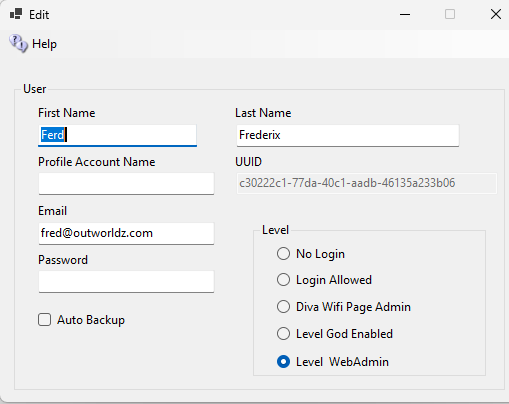 Edit
Help
User
First Name
Last Name
Ferd
Frederix
Profile Account Name
UUID
c30222c1-77da-40c1-aadb-46135a233b06
Email
fred@outworldz.com
Level
No Login
Password
Login Allowed
Diva Wifi Page Admin
Auto Backup
Level God Enabled
Level WebAdmin